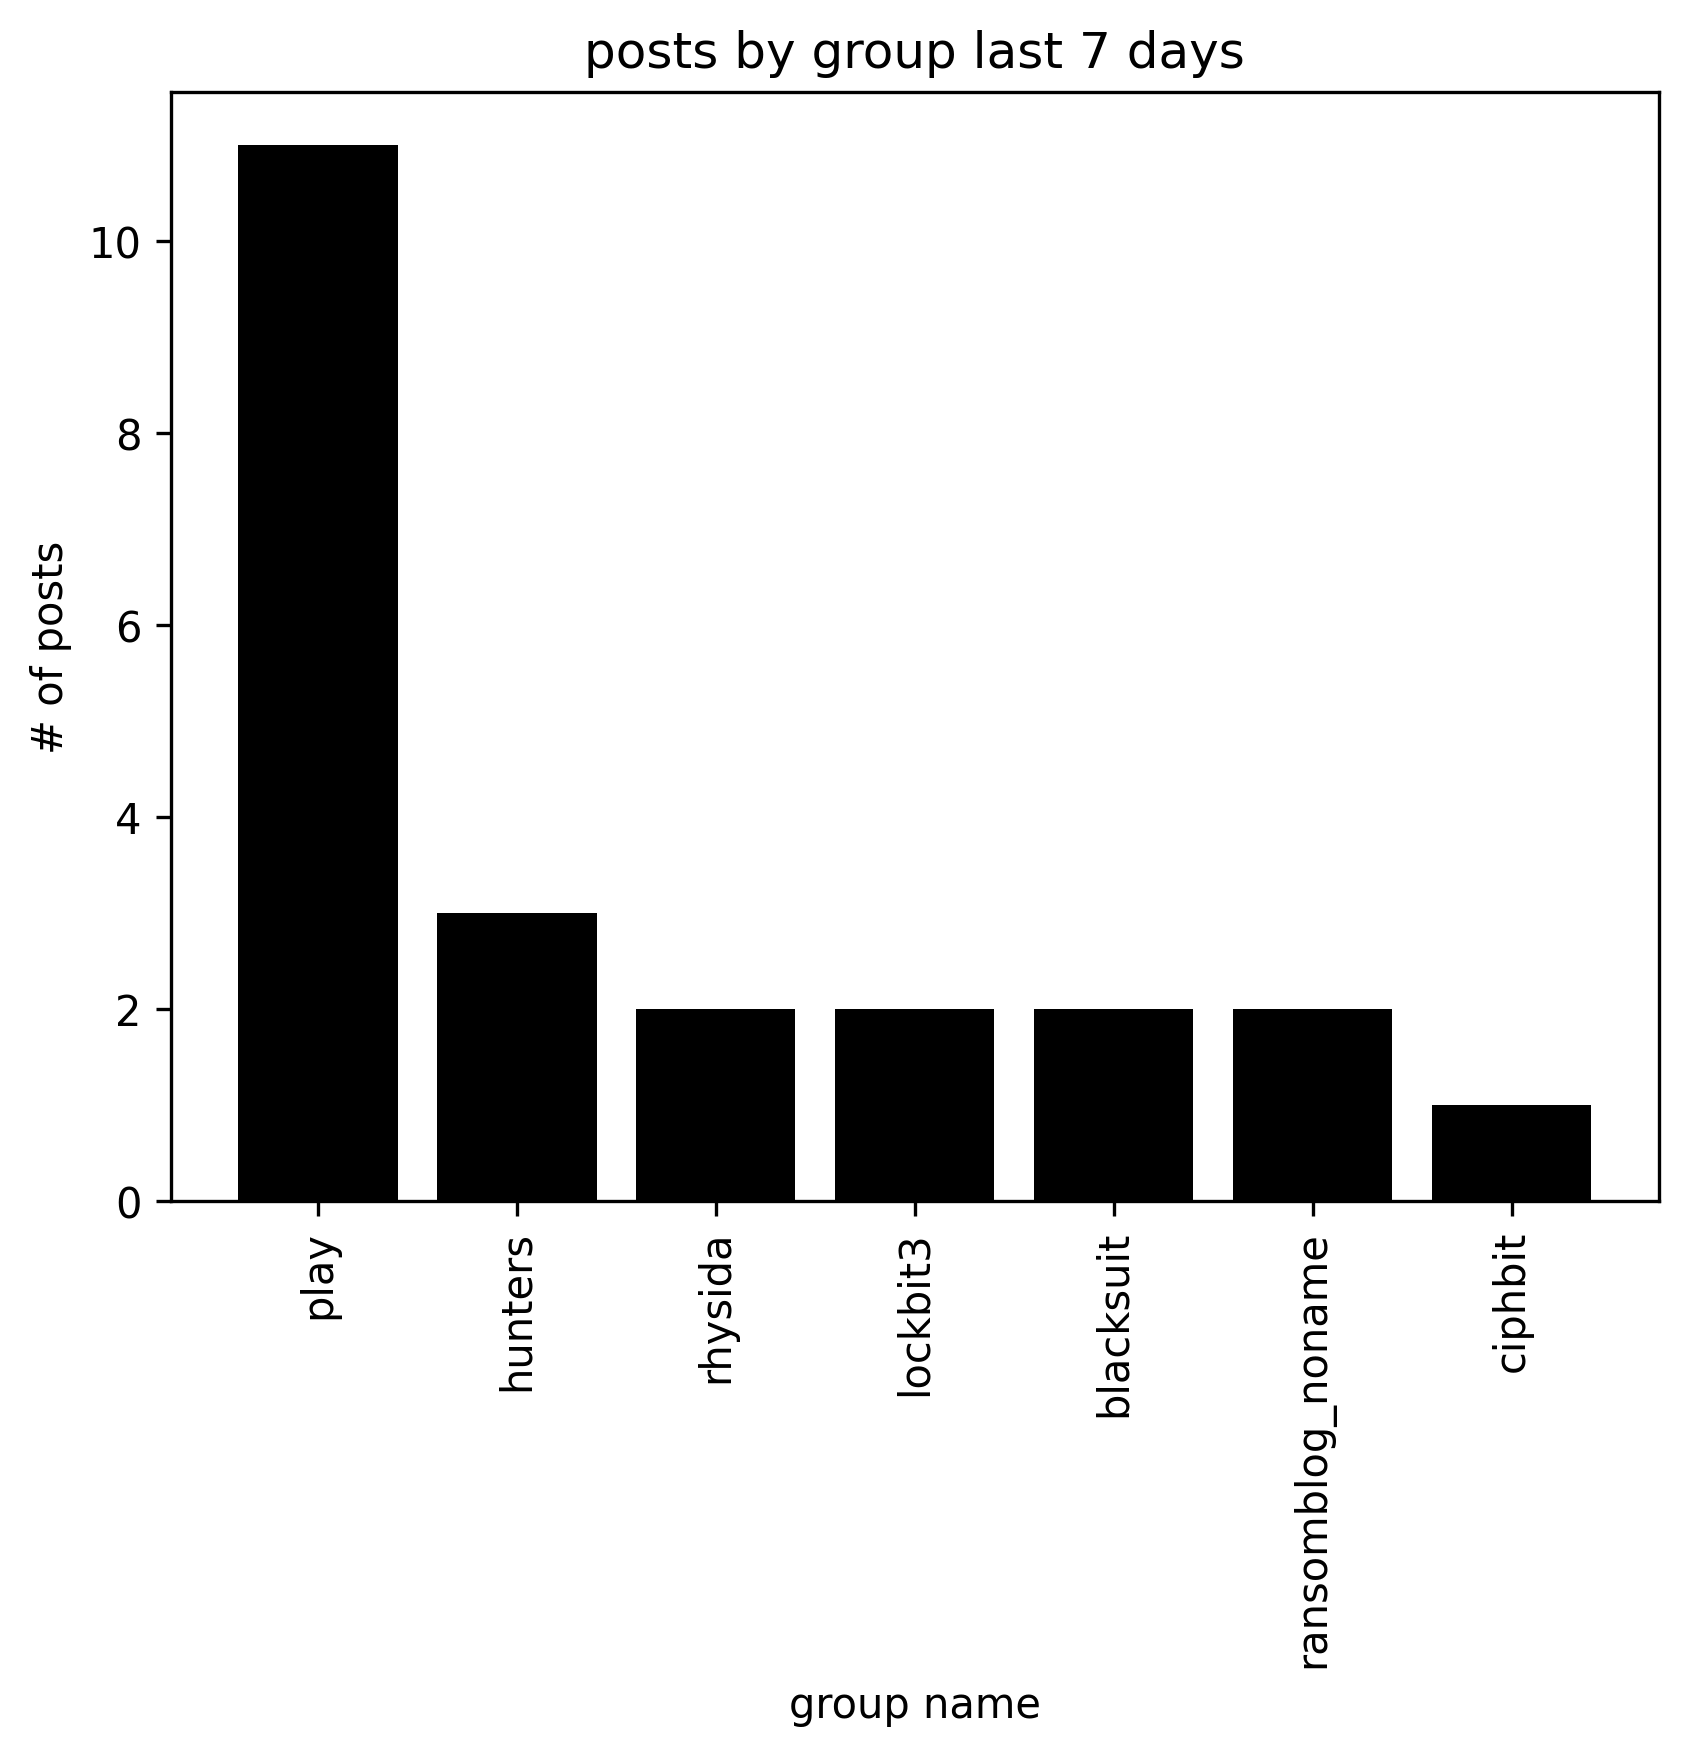 posts by group last 7 days
# of posts
10
8
6
4
2
0
play
hunters
rhysida
lockbit3
blacksuit
ransomblog_noname
ciphbit
group name